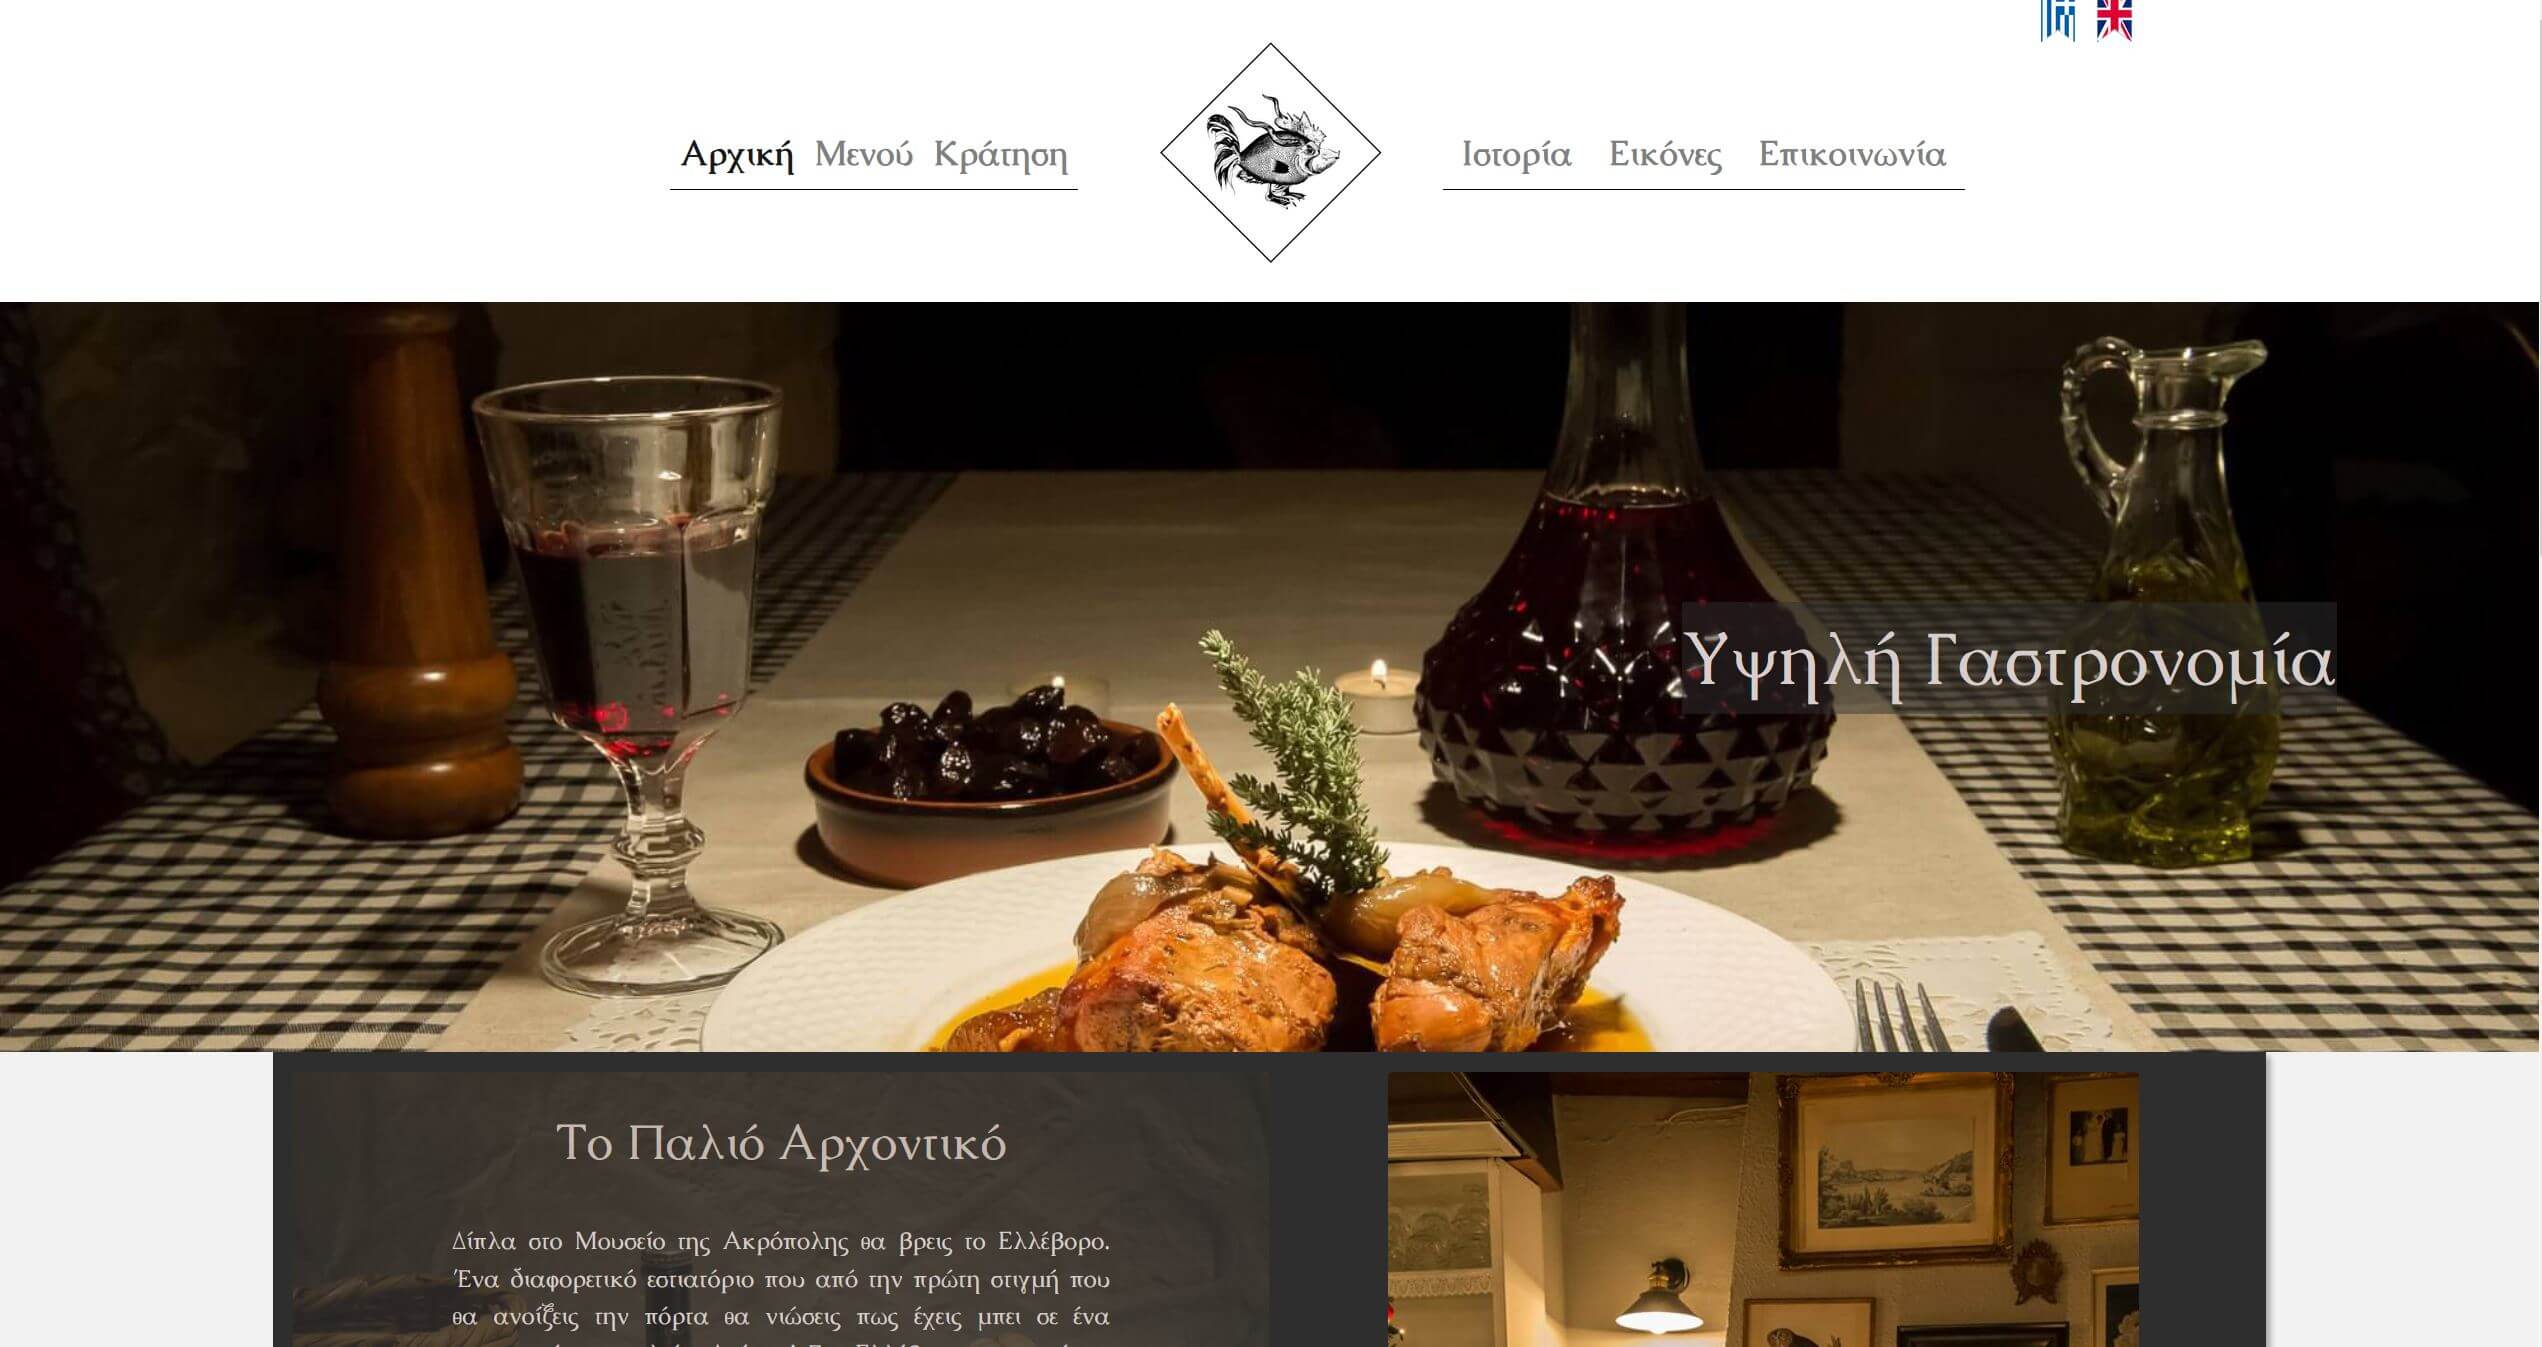 Αρχική Μενού Κράτηση
Ιστορία Εικόνες Επικοινωνία
Υψηλή Γαστρονομία
Το Παλιό Αρχοντικό
Δίπλα στο Μουσείο της Ακρόπολης θα βρεις το Ελλέβορο.
Ένα διαφορετικό εστιατόριο που από την πρώτη στιγμή που
θα ανοίξεις την πόρτα θα νιώσεις πως έχεις μπει σε ένα